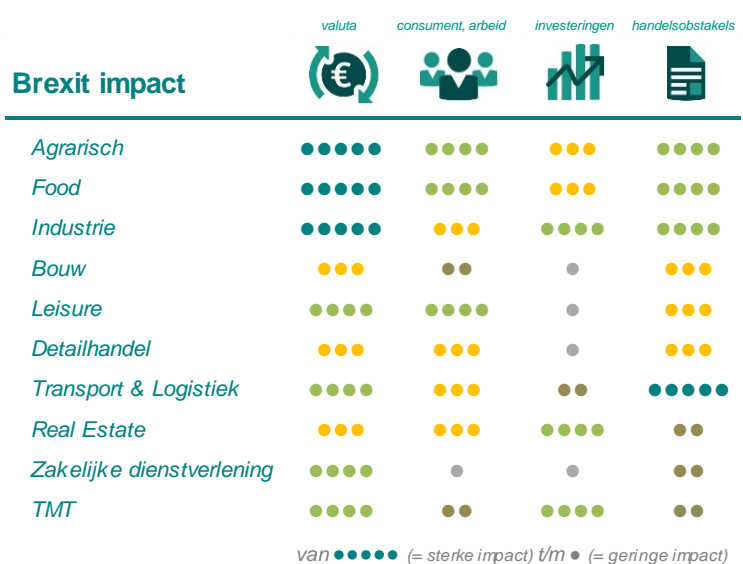 valuta consument, arbeid investeringen handelsobstakels
€
Brexit impact
Agrarisch ●●●●● ●●●● ●●● ●●●●
Food ●●●●● ●●●● ●●● ●●●●
Industrie ●●●●● ●●● ●●●● ●●●●
Bouw ●●● ●● ● ●●●
Leisure ●●●● ●●●● ● ●●●
Detailhandel ●●● ●●● ● ●●●
Transport & Logistiek ●●●● ●●● ●● ●●●●●
Real Estate ●●● ●●● ●●●● ●●
Zakelijke dienstverlening ●●●● ● ● ●●
TMT ●●●● ●● ●●●● ●●
van ●●●●● (= sterke impact) t/m ● (= geringe impact)